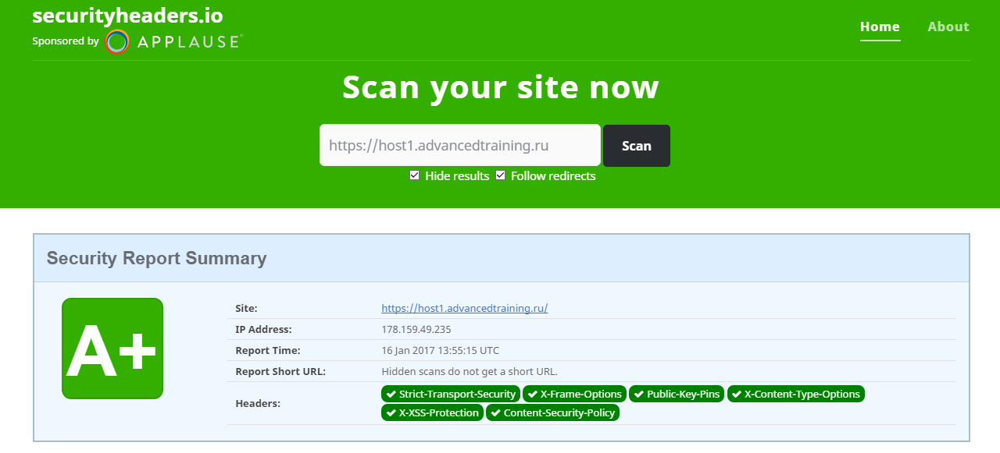 securityheaders.io
Sponsored by APPLAUSE®
Home About
Scan your site now
https://host1.advancedtraining.ru Scan
Hide results Follow redirects
Security Report Summary
A+
Site: https://host1.advancedtraining.ru/
IP Address: 178.159.49.235
Report Time: 16 Jan 2017 13:55:15 UTC
Report Short URL: Hidden scans do not get a short URL.
Headers: Strict-Transport-Security X-Frame-Options Public-Key-Pins X-Content-Type-Options
X-XSS-Protection Content-Security-Policy